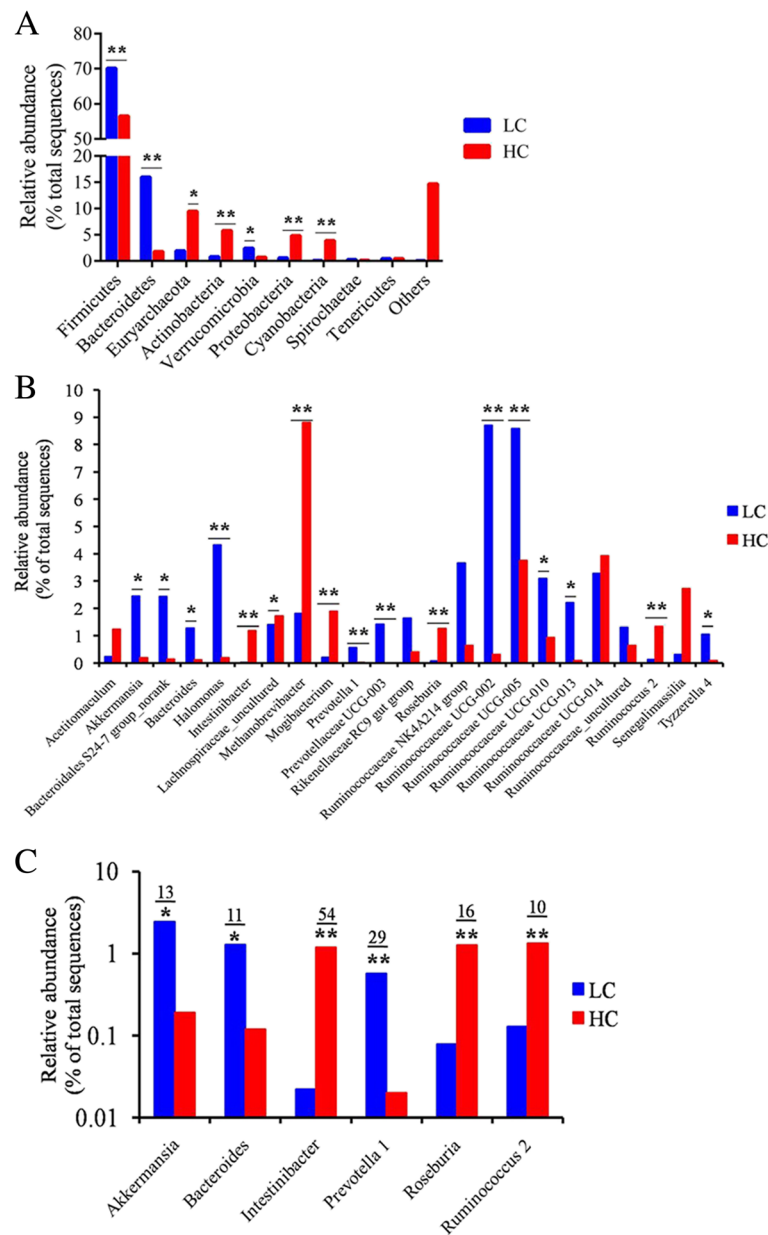 A
Relative abundance
(% total sequences)
80
70
60
50
20
15
10
5
0
**
**
*
**
*
**
**
LC
HC
Firmicutes
Bacteroidetes
Euryarchaeota
Actinobacteria
Verrucomicrobia
Proteobacteria
Cyanobacteria
Spirochaetae
Tenericutes
Others
B
Relative abundance
(% of total sequences)
10
9
8
7
6
5
4
3
2
1
0
*
*
*
**
**
*
**
**
**
**
**
**
**
*
*
**
*
LC
HC
Acetitomaculum
Akkermansia
Bacteroidales S24-7 group_norank
Bacteroides
Halomonas
Intestinibacter
Lachnospiraceae_uncultured
Methanobrevibacter
Mogibacterium
Prevotella 1
Prevotellaceae UCG-003
Rikenellaceae RC9 gut group
Roseburia
Ruminococcaceae NK4A214 group
Ruminococcaceae UCG-002
Ruminococcaceae UCG-005
Ruminococcaceae UCG-010
Ruminococcaceae UCG-013
Ruminococcaceae UCG-014
Ruminococcaceae_uncultured
Ruminococcus 2
Senegalimassilia
Tyzzerella 4
C
Relative abundance
(% of total sequences)
10
1
0.1
0.01
13
*
11
*
54
**
29
**
16
**
10
**
LC
HC
Akkermansia
Bacteroides
Intestinibacter
Prevotella 1
Roseburia
Ruminococcus 2